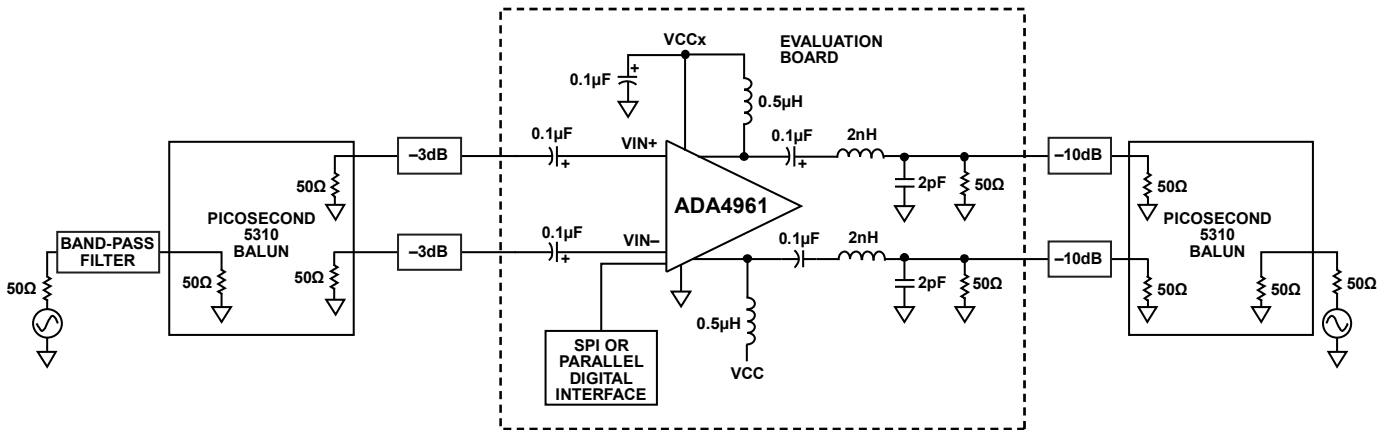 VCCx
EVALUATION
BOARD
0.1µF
+
0.5µH
0.1µF
+
VIN+
0.1µF
+
2nH
–3dB
–10dB
50Ω
2pF
50Ω
50Ω
ADA4961
PICOSECOND
5310
BALUN
PICOSECOND
5310
BALUN
BAND-PASS
FILTER
–3dB
0.1µF
+
VIN–
0.1µF
2nH
–10dB
50Ω
50Ω
50Ω
2pF
50Ω
50Ω
50Ω
50Ω
0.5µH
SPI OR
PARALLEL
DIGITAL
INTERFACE
VCC